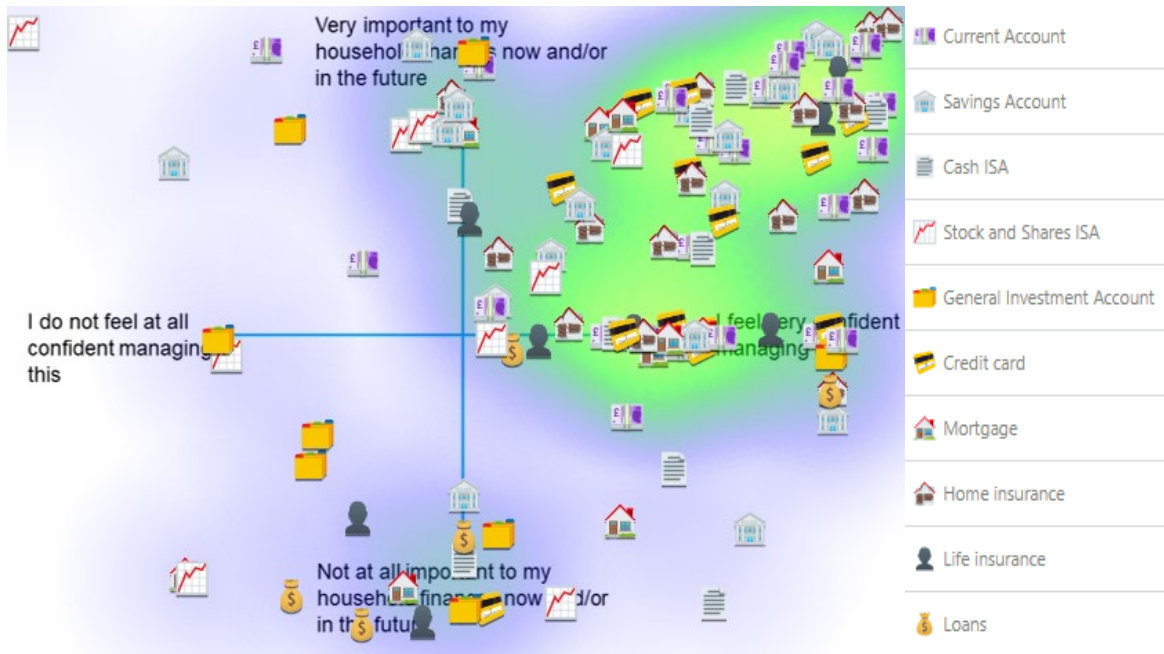 Very important to my
household finances now and/or
in the future
I do not feel at all
confident managing
this
I feel very confident
managing
Not at all important to my
household finances now and/or
in the future
Current Account
Savings Account
Cash ISA
Stock and Shares ISA
General Investment Account
Credit card
Mortgage
Home insurance
Life insurance
Loans